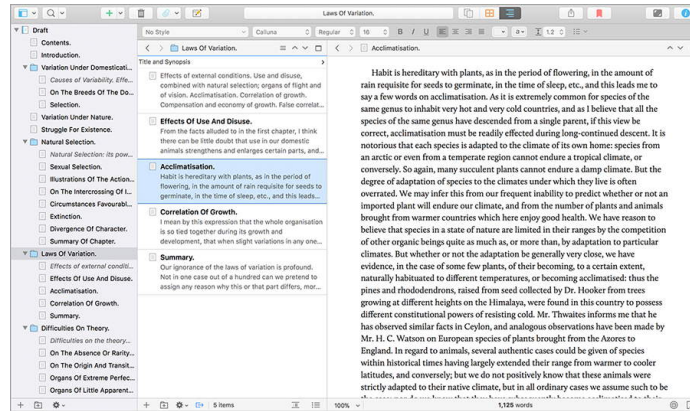 Laws Of Variation.
No Style
Calluna
Regular
16
B
I
U
a
a
1.2
Draft
Contents.
Introduction.
Variation Under Domesticati...
Causes of Variability. Effe...
On The Breeds Of The Do...
Selection.
Variation Under Nature.
Struggle For Existence.
Natural Selection.
Natural Selection: its pow...
Sexual Selection.
Illustrations Of The Action...
On the Intercrossing Of I...
Circumstances Favourabl...
Extinction.
Divergence Of Character.
Summary Of Chapter.
Laws Of Variation.
Effects of external conditi...
Effects Of Use And Disuse.
Acclimatisation.
Correlation Of Growth.
Summary.
Difficulties On Theory.
Difficulties on the theory...
On The Absence Or Rarity...
On The Origin And Transit...
Organs Of Extreme Perfec...
Organs Of Little Apparent...
Laws Of Variation.
Title and Synopsis
Effects of external conditions. Use and disuse,
combined with natural selection; organs of flight and
of vision. Acclimatisation. Correlation of growth.
Compensation and economy of growth. False correlat...
Effects Of Use And Disuse.
From the facts alluded to in the first chapter, I think
there can be little doubt that use in our domestic
animals strengthens and enlarges certain parts, and...
Acclimatisation.
Habit is hereditary with plants, as in the period of
flowering, in the amount of rain requisite for seeds to
germinate, in the time of sleep, etc., and this leads...
Correlation Of Growth.
I mean by this expression that the whole organisation
is so tied together during its growth and
development, that when slight variations in any one...
Summary.
Our ignorance of the laws of variation is profound.
Not in one case out of a hundred can we pretend to
assign any reason why this or that part differs, mor...
5 items
Acclimatisation.
Habit is hereditary with plants, as in the period of flowering, in the amount of
rain requisite for seeds to germinate, in the time of sleep, etc., and this leads me to
say a few words on acclimatisation. As it is extremely common for species of the
same genus to inhabit very hot and very cold countries, and as I believe that all the
species of the same genus have descended from a single parent, if this view be
correct, acclimatisation must be readily effected during long-continued descent. It is
notorious that each species is adapted to the climate of its own home: species from
an arctic or even from a temperate region cannot endure a tropical climate, or
conversely. So again, many succulent plants cannot endure a damp climate. But the
degree of adaptation of species to the climates under which they live is often
overrated. We may infer this from our frequent inability to predict whether or not an
imported plant will endure our climate, and from the number of plants and animals
brought from warmer countries which here enjoy good health. We have reason to
believe that species in a state of nature are limited in their ranges by the competition
of other organic beings quite as much as, or more than, by adaptation to particular
climates. But whether or not the adaptation be generally very close, we have
evidence, in the case of some few plants, of their becoming, to a certain extent,
naturally habituated to different temperatures, or becoming acclimatised: thus the
pines and rhododendrons, raised from seed collected by Dr. Hooker from trees
growing at different heights on the Himalaya, were found in this country to possess
different constitutional powers of resisting cold. Mr. Thwaites informs me that he
has observed similar facts in Ceylon, and analogous observations have been made by
Mr. H. C. Watson on European species of plants brought from the Azores to
England. In regard to animals, several authentic cases could be given of species
within historical times having largely extended their range from warmer to cooler
latitudes, and conversely; but we do not positively know that these animals were
strictly adapted to their native climate, but in all ordinary cases we assume such to be
100%
1,125 words